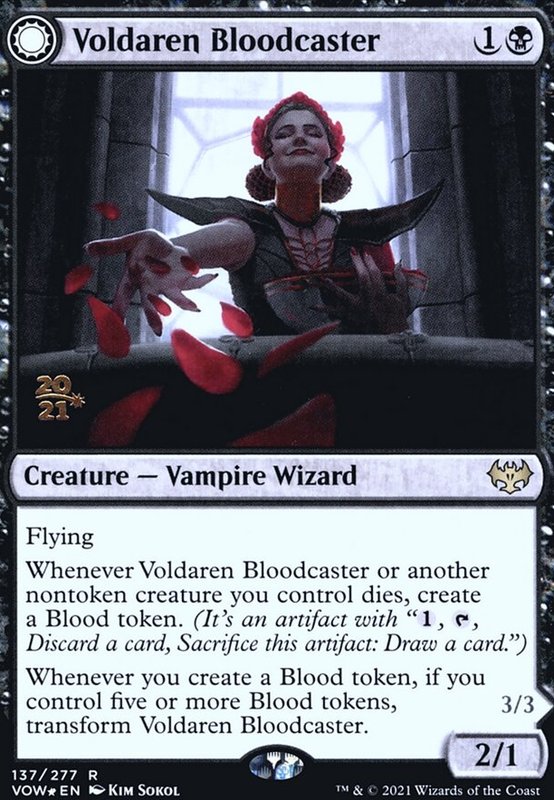 Voldaren Bloodcaster 1
20
21
Creature — Vampire Wizard
Flying
Whenever Voldaren Bloodcaster or another
nontoken creature you control dies, create
a Blood token. (It's an artifact with “1, ,
Discard a card, Sacrifice this artifact: Draw a card.”)
Whenever you create a Blood token, if you
control five or more Blood tokens,
transform Voldaren Bloodcaster.
3/3
2/1
137/277 R
VOW★EN Kim Sokol
™ & © 2021 Wizards of the Coast